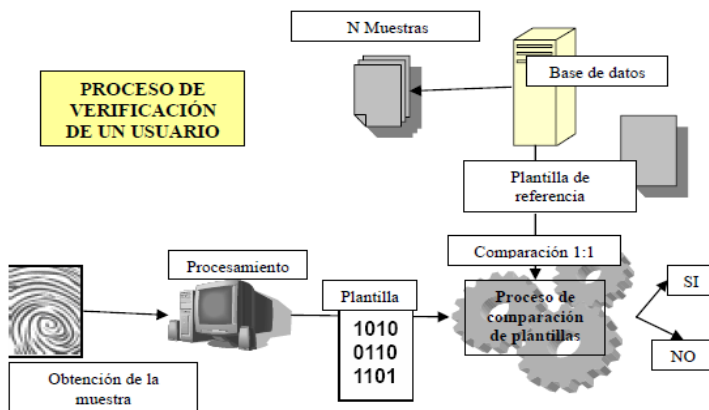 N Muestras
Base de datos
PROCESO DE
VERIFICACIÓN
DE UN USUARIO
Plantilla de
referencia
Comparación 1:1
Procesamiento
Plantilla
1010
0110
1101
Proceso de
comparación
de plántillas
SI
NO
Obtención de la
muestra